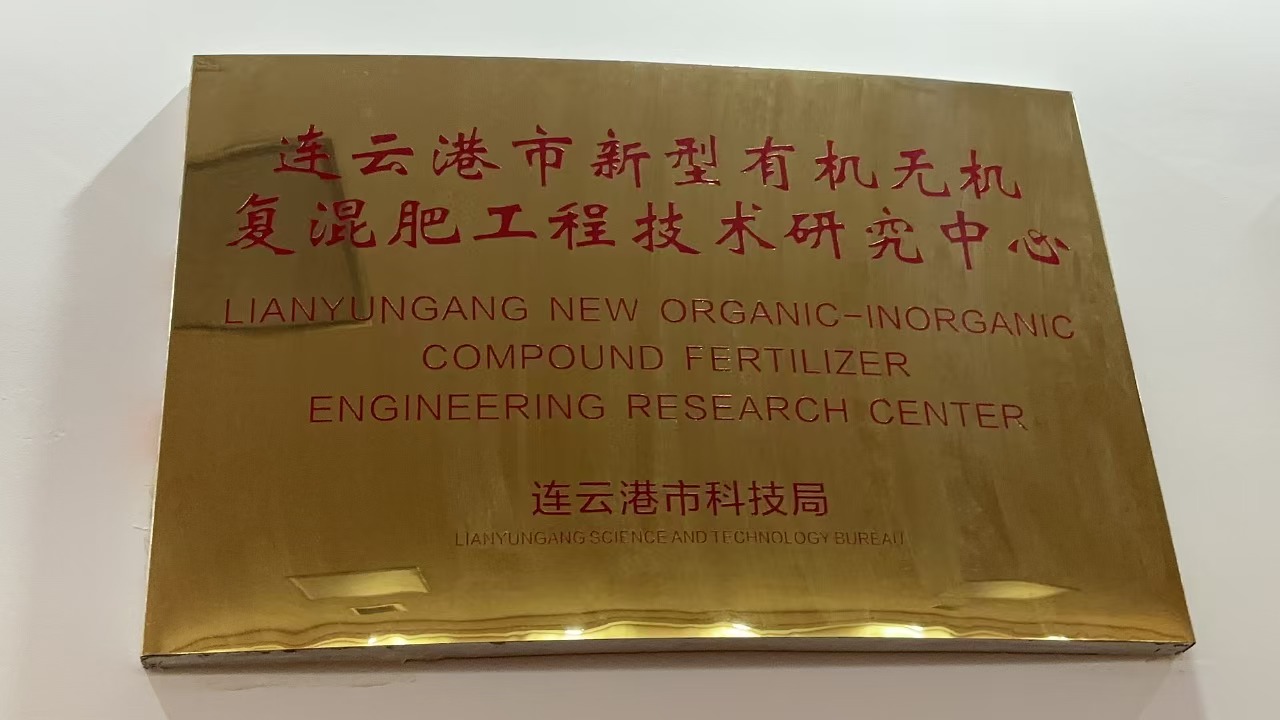 连云港市新型有机无机
复混肥工程技术研究中心
LIANYUNGANG NEW ORGANIC-INORGANIC
COMPOUND FERTILIZER
ENGINEERING RESEARCH CENTER
连云港市科技局
LIANYUNGANG SCIENCE AND TECHNOLOGY BUREAU